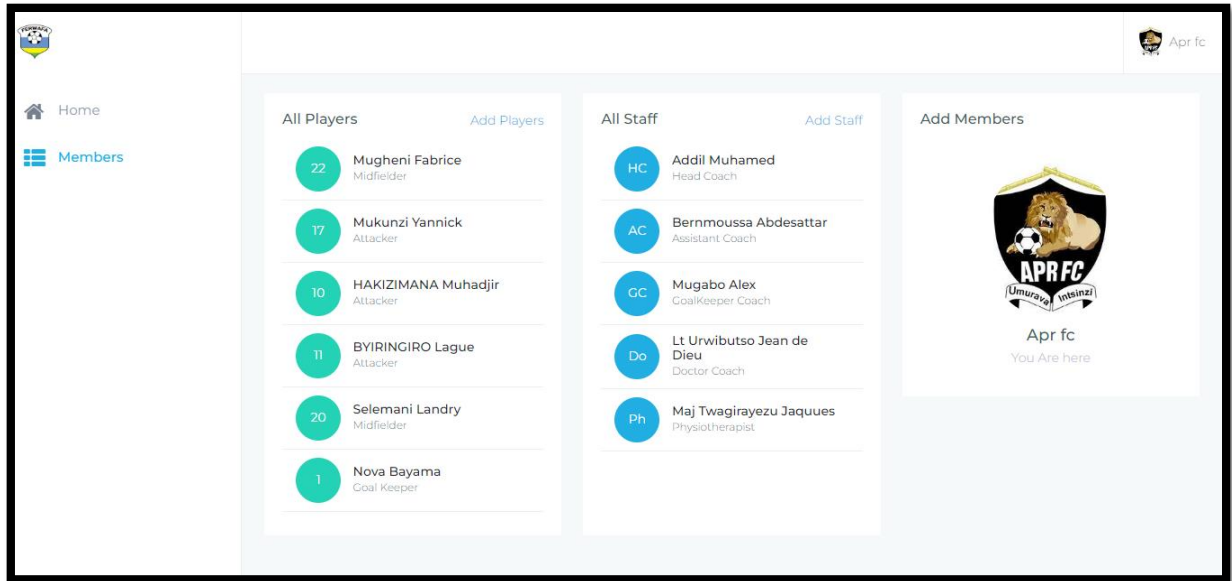 FERWAFA
APR FC
Apr fc
Home
Members
All Players
Add Players
22
Mugheni Fabrice
Midfielder
17
Mukunzi Yannick
Attacker
10
HAKIZIMANA Muhadjir
Attacker
11
BYIRINGIRO Lague
Attacker
20
Selemani Landry
Midfielder
1
Nova Bayama
Goal Keeper
All Staff
Add Staff
HC
Addil Muhamed
Head Coach
AC
Bernmoussa Abdesattar
Assistant Coach
GC
Mugabo Alex
GoalKeeper Coach
Do
Lt Urwibutso Jean de
Dieu
Doctor Coach
Ph
Maj Twagirayezu Jaquues
Physiotherapist
Add Members
APR FC
Umurava Intsinzi
Apr fc
You Are here